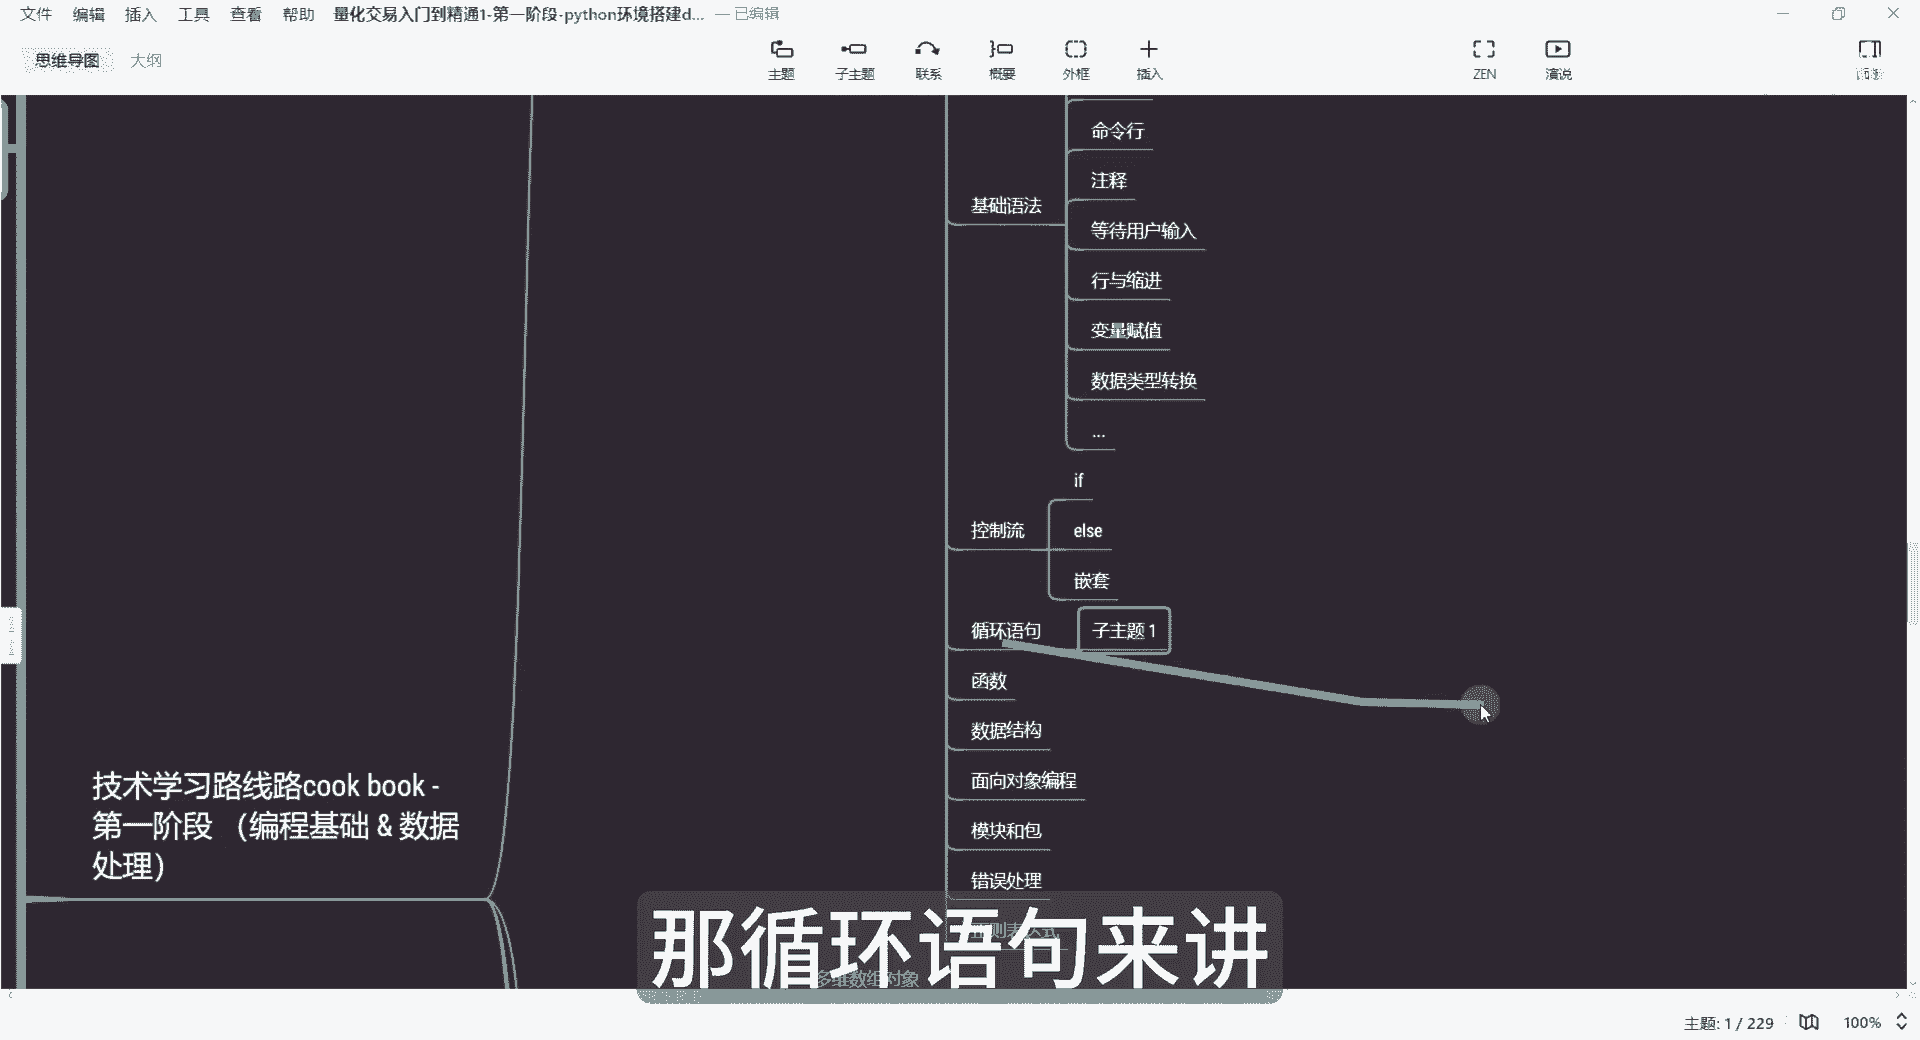 文件 编辑 插入 工具 查看 帮助 量化交易入门到精通1-第一阶段-python环境搭建d... — 已编辑
思维导图 大纲
主题 子主题 联系 概要 外框 插入 ZEN 演说
命令行
注释
基础语法
等待用户输入
行与缩进
变量赋值
数据类型转换
...
if
控制流
else
嵌套
循环语句
子主题 1
函数
数据结构
面向对象编程
模块和包
错误处理
技术学习路线路cook book -
第一阶段 （编程基础 & 数据
处理）
多维数组对象
那循环语句来讲
主题: 1 / 229
100%